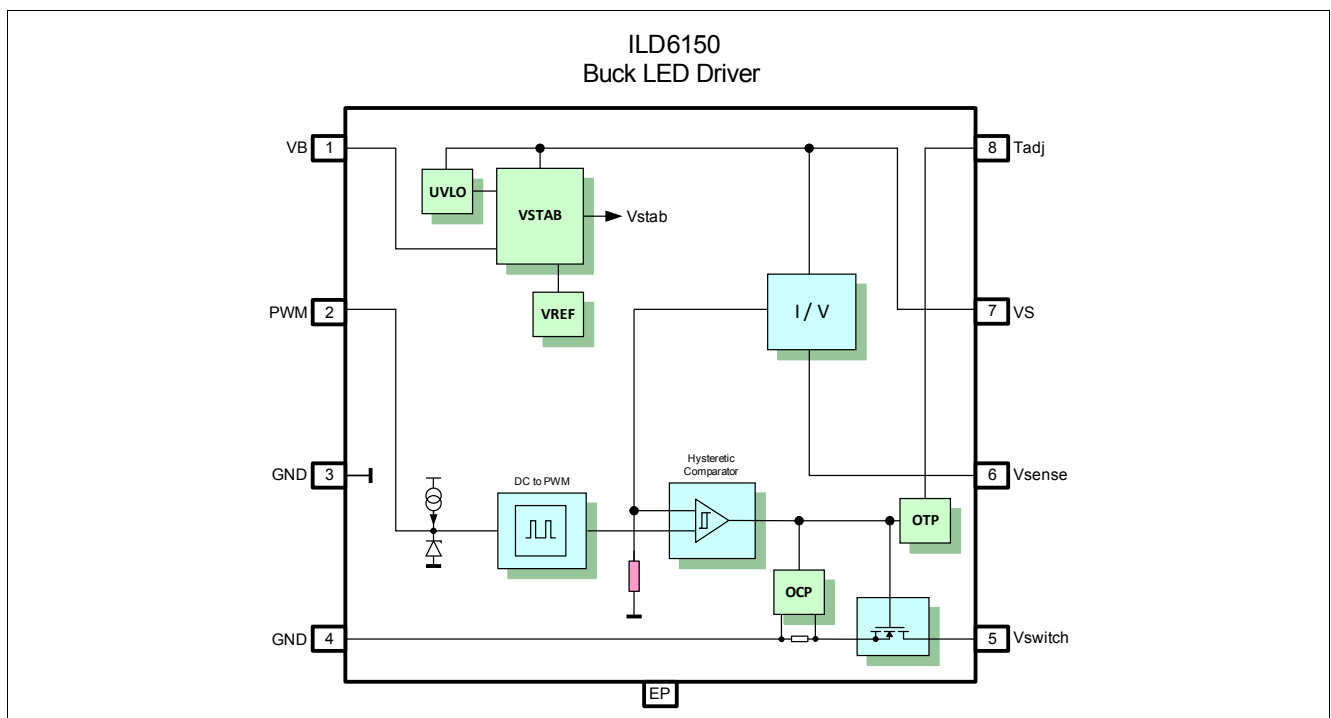 ILD6150
Buck LED Driver
VB 1
8 Tadj
UVLO
VSTAB
Vstab
VREF
PWM 2
I / V
7 VS
GND 3
DC to PWM
Hysteretic
Comparator
6 Vsense
OTP
OCP
GND 4
5 Vswitch
EP